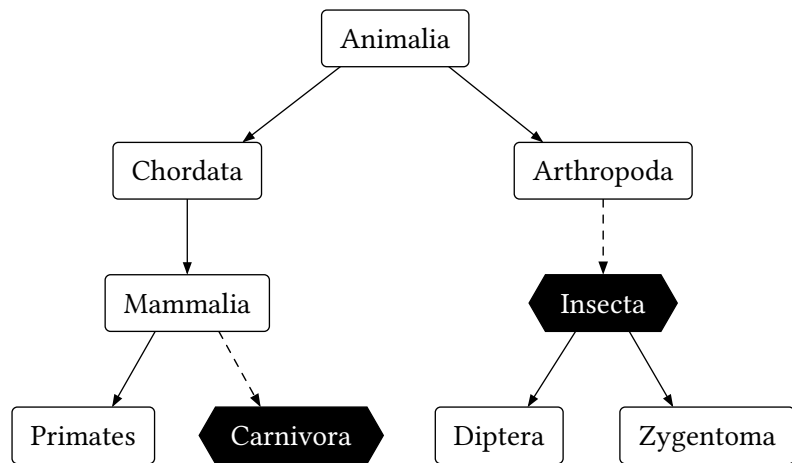 Animalia
Chordata
Arthropoda
Mammalia
Insecta
Primates
Carnivora
Diptera
Zygentoma